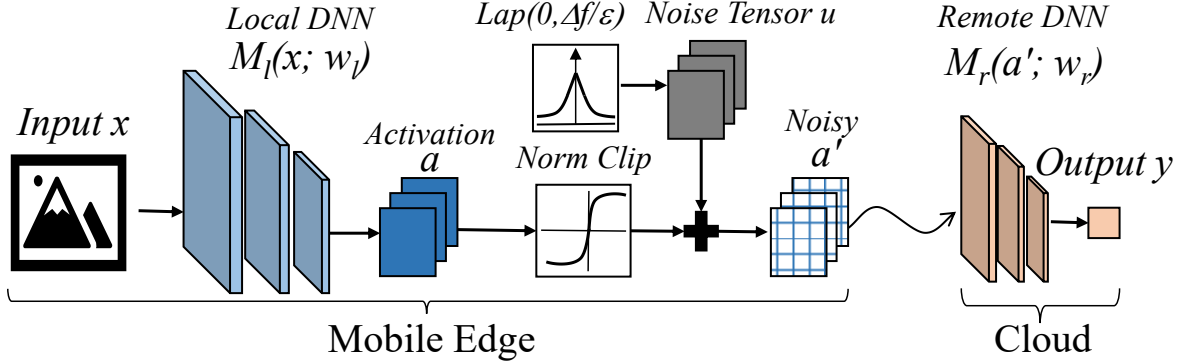 Local DNN
M_l(x; w_l)
Lap(0,Δf/ε)
Noise Tensor u
Remote DNN
M_r(a'; w_r)
Input x
Activation
a
Norm Clip
Noisy
a'
Output y
Mobile Edge
Cloud